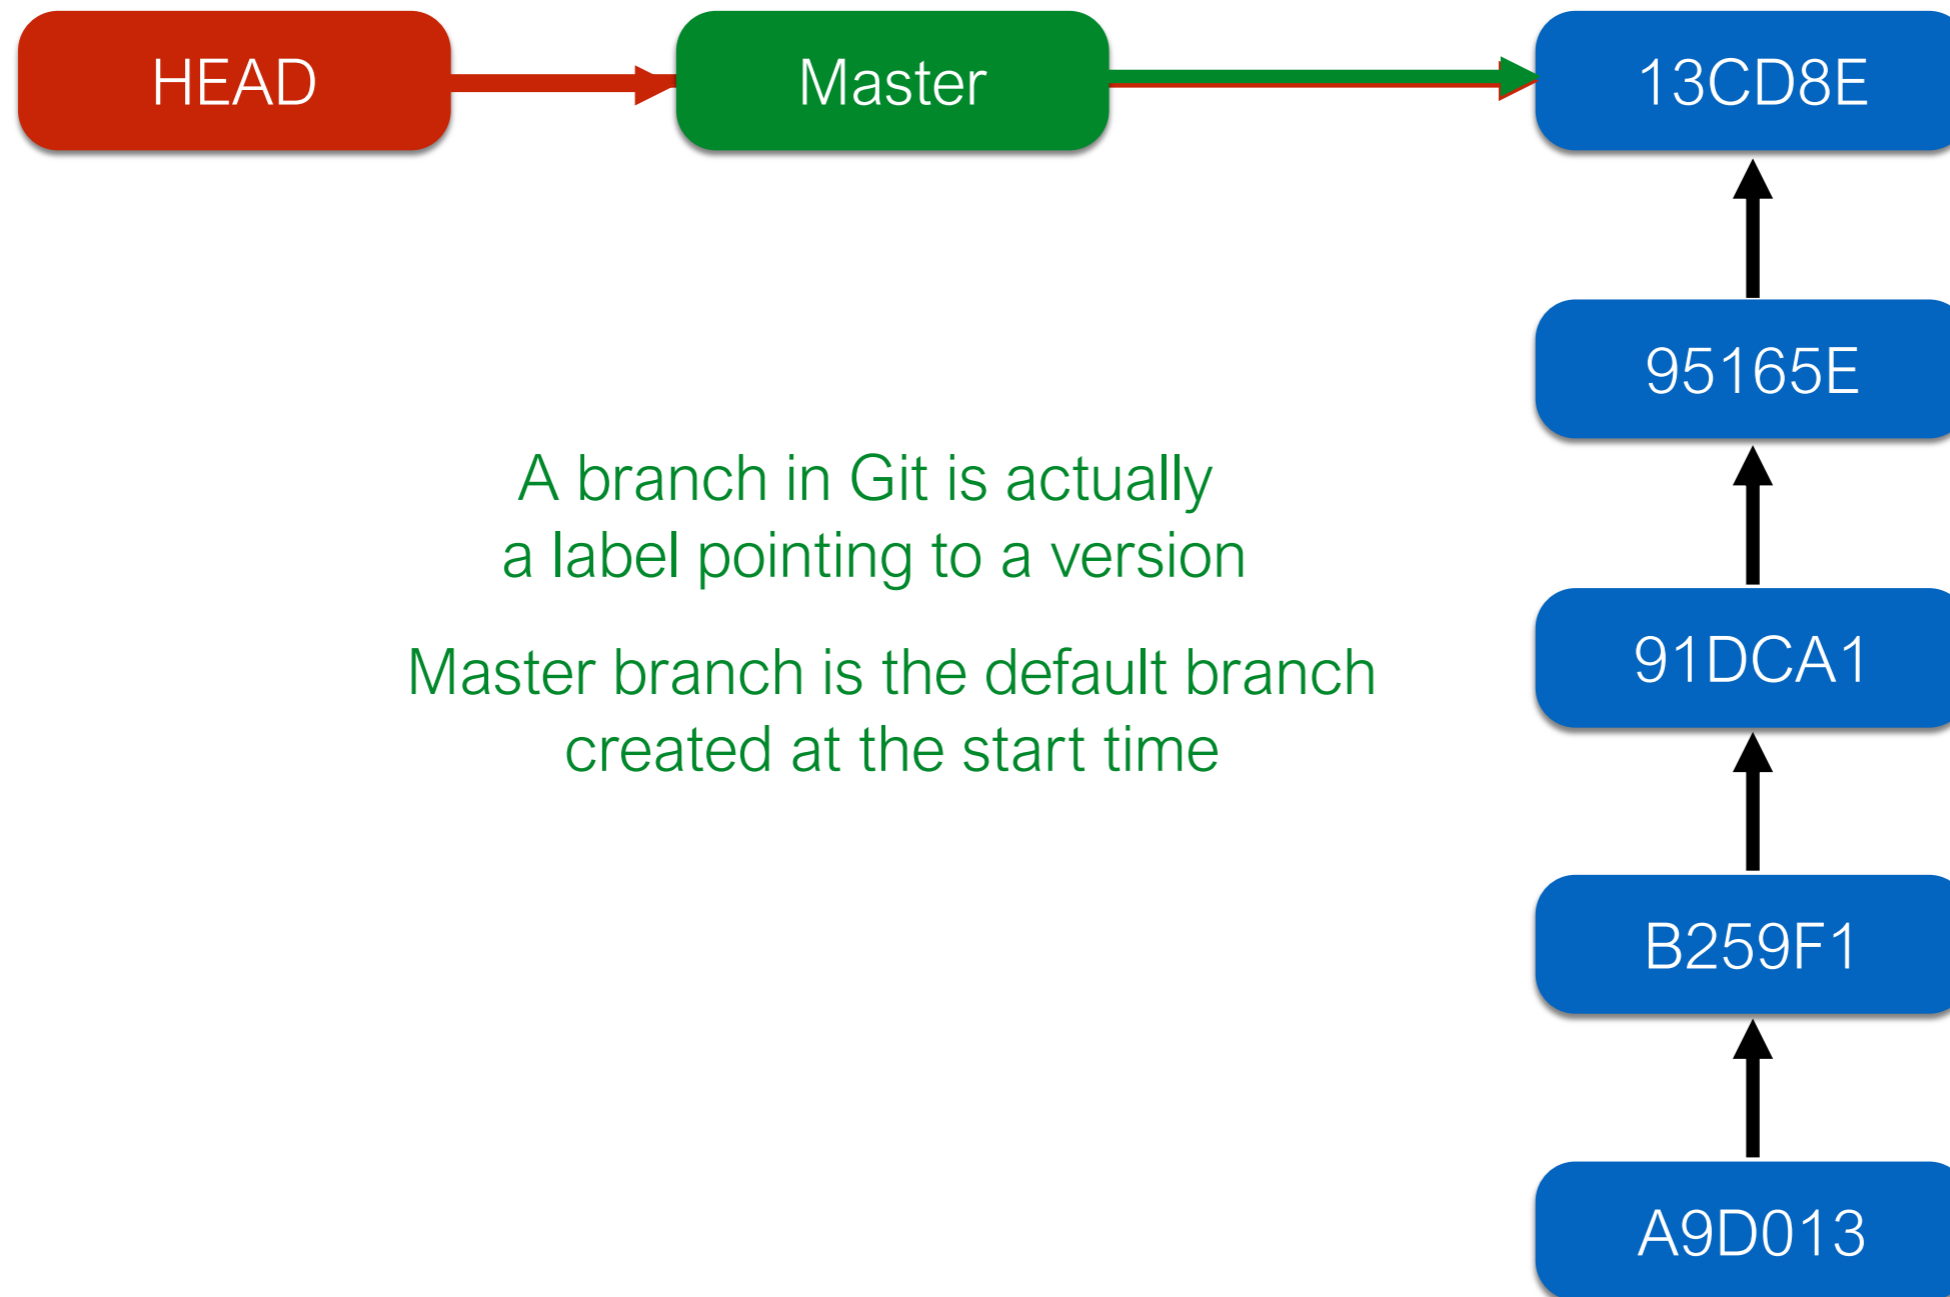 HEAD
Master
13CD8E
95165E
A branch in Git is actually
a label pointing to a version
Master branch is the default branch
created at the start time
91DCA1
B259F1
A9D013